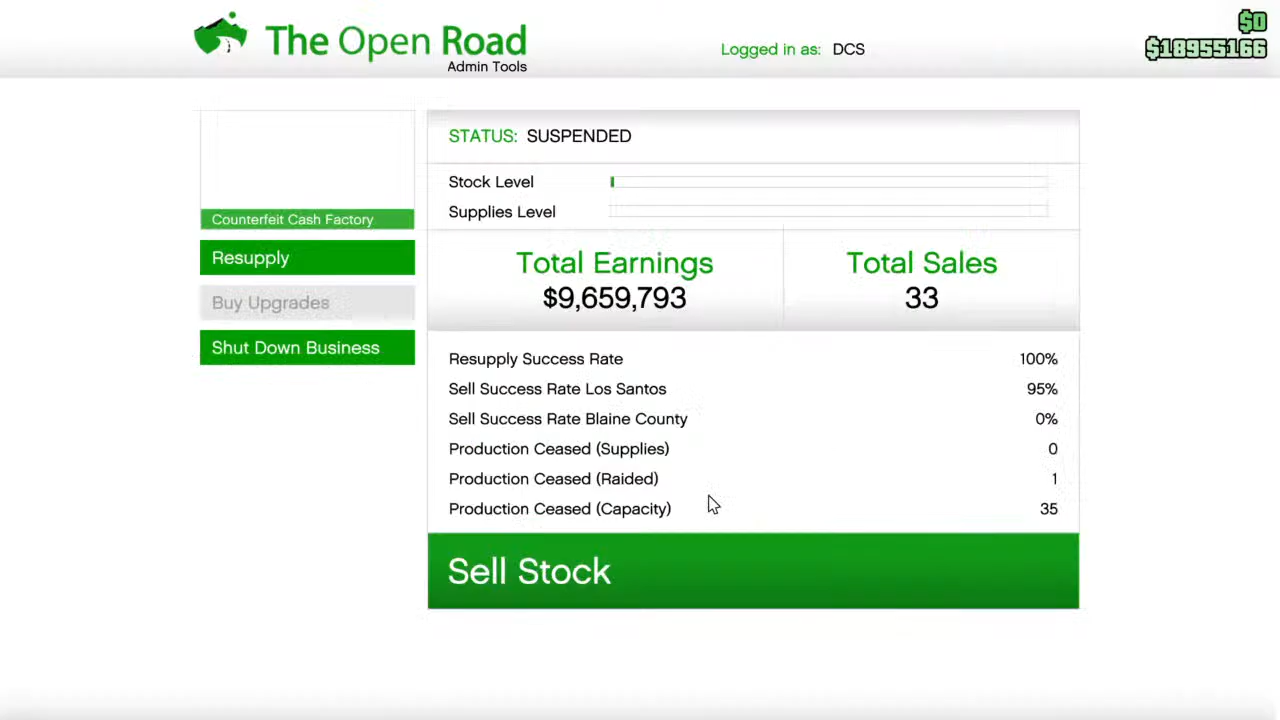 The Open Road
Admin Tools
Logged in as: DCS
$0
$18955166
Counterfeit Cash Factory
Resupply
Buy Upgrades
Shut Down Business
STATUS: SUSPENDED
Stock Level
Supplies Level
Total Earnings
$9,659,793
Total Sales
33
Resupply Success Rate 100%
Sell Success Rate Los Santos 95%
Sell Success Rate Blaine County 0%
Production Ceased (Supplies) 0
Production Ceased (Raided) 1
Production Ceased (Capacity) 35
Sell Stock